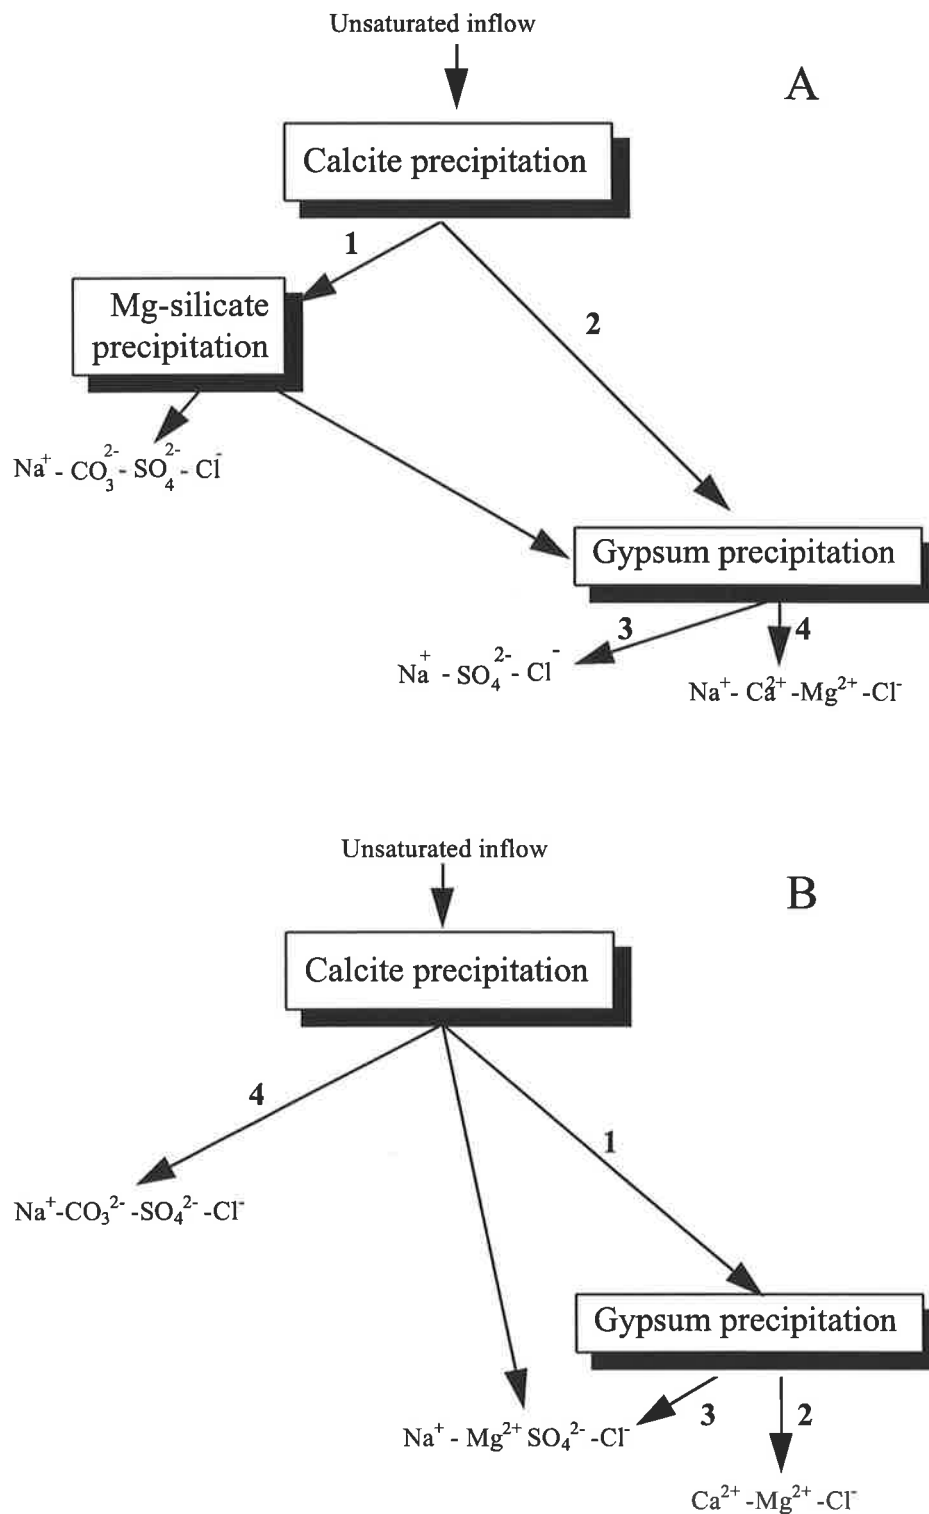 Unsaturated inflow
A
Calcite precipitation
1
Mg-silicate
precipitation
2
Na⁺ - CO₃²⁻ - SO₄²⁻ - Cl⁻
Gypsum precipitation
3
4
Na⁺ - SO₄²⁻ - Cl⁻
Na⁺ - Ca²⁺ -Mg²⁺ -Cl⁻
Unsaturated inflow
B
Calcite precipitation
4
1
Na⁺-CO₃²⁻ -SO₄²⁻ -Cl⁻
Gypsum precipitation
3
2
Na⁺ - Mg²⁺ SO₄²⁻ -Cl⁻
Ca²⁺ -Mg²⁺ -Cl⁻